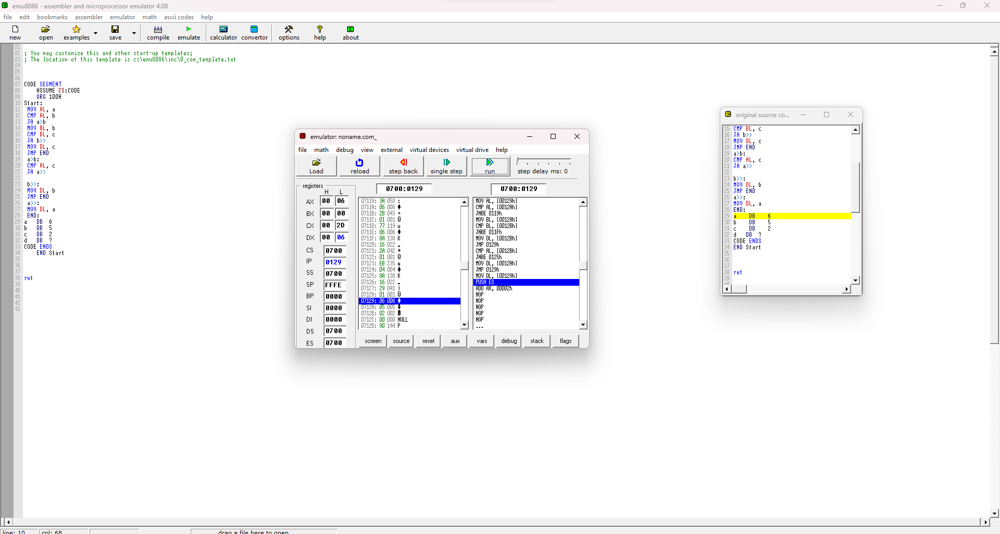 emu8086 - assembler and microprocessor emulator 4.08
file edit bookmarks assembler emulator math ascii codes help
new open examples save compile emulate calculator convertor options help about
01
02 ; You may customize this and other start-up templates;
03 ; The location of this template is c:\emu8086\inc\0_com_template.txt
04
05
06
07 CODE SEGMENT
08 ASSUME CS:CODE
09 ORG 100H
10 Start:
11 MOV AL, a
12 CMP AL, b
13 JA a>b
14 MOV BL, b
15 CMP BL, c
16 JA b>>
17 MOV DL, c
18 JMP END
19 a>b:
20 CMP AL, c
21 JA a>>
22
23 b>>:
24 MOV DL, b
25 JMP END
26 a>>:
27 MOV DL, a
28 END:
29 a DB 6
30 b DB 5
31 c DB 2
32 d DB ?
33 CODE ENDS
34 END Start
35
36
37
38 ret
39
40
41
42
43
emulator: noname.com_
file math debug view external virtual devices virtual drive help
Load reload step back single step run step delay ms: 0
registers
H L
AX 00 06
BX 00 00
CX 00 2D
DX 00 06
CS 0700
IP 0129
SS 0700
SP FFFE
BP 0000
SI 0000
DI 0000
DS 0700
ES 0700
0700:0129
07119: 3A 058 :
0711A: 06 006 ♠
0711B: 2B 043 +
0711C: 01 001
0711D: 77 119 w
0711E: 06 006 ♠
0711F: 8A 138 K
07120: 16 022 _
07121: 2A 042 *
07122: 01 001
07123: EB 235
07124: 04 004 ♦
07125: 8A 138 K
07126: 16 022 _
07127: 29 041 )
07128: 01 001
07129: 06 006 ♠
0712A: 05 005 ♣
0712B: 02 002
0712C: 00 000 NULL
0712D: 90 144 P
0700:0129
MOV AL, [00129h]
CMP AL, [0012Ah]
JNBE 0119h
MOV BL, [0012Ah]
CMP BL, [0012Bh]
JNBE 011Fh
MOV DL, [0012Bh]
JMP 0129h
CMP AL, [0012Bh]
JNBE 0125h
MOV DL, [0012Ah]
JMP 0129h
MOV DL, [00129h]
PUSH ES
ADD AX, 00002h
NOP
NOP
NOP
NOP
NOP
...
screen source reset aux vars debug stack flags
original source co...
15 CMP BL, c
16 JA b>>
17 MOV DL, c
18 JMP END
19 a>b:
20 CMP AL, c
21 JA a>>
22
23 b>>:
24 MOV DL, b
25 JMP END
26 a>>:
27 MOV DL, a
28 END:
29 a DB 6
30 b DB 5
31 c DB 2
32 d DB ?
33 CODE ENDS
34 END Start
35
36
37
38 ret
39
40
line: 10 col: 68 drag a file here to open